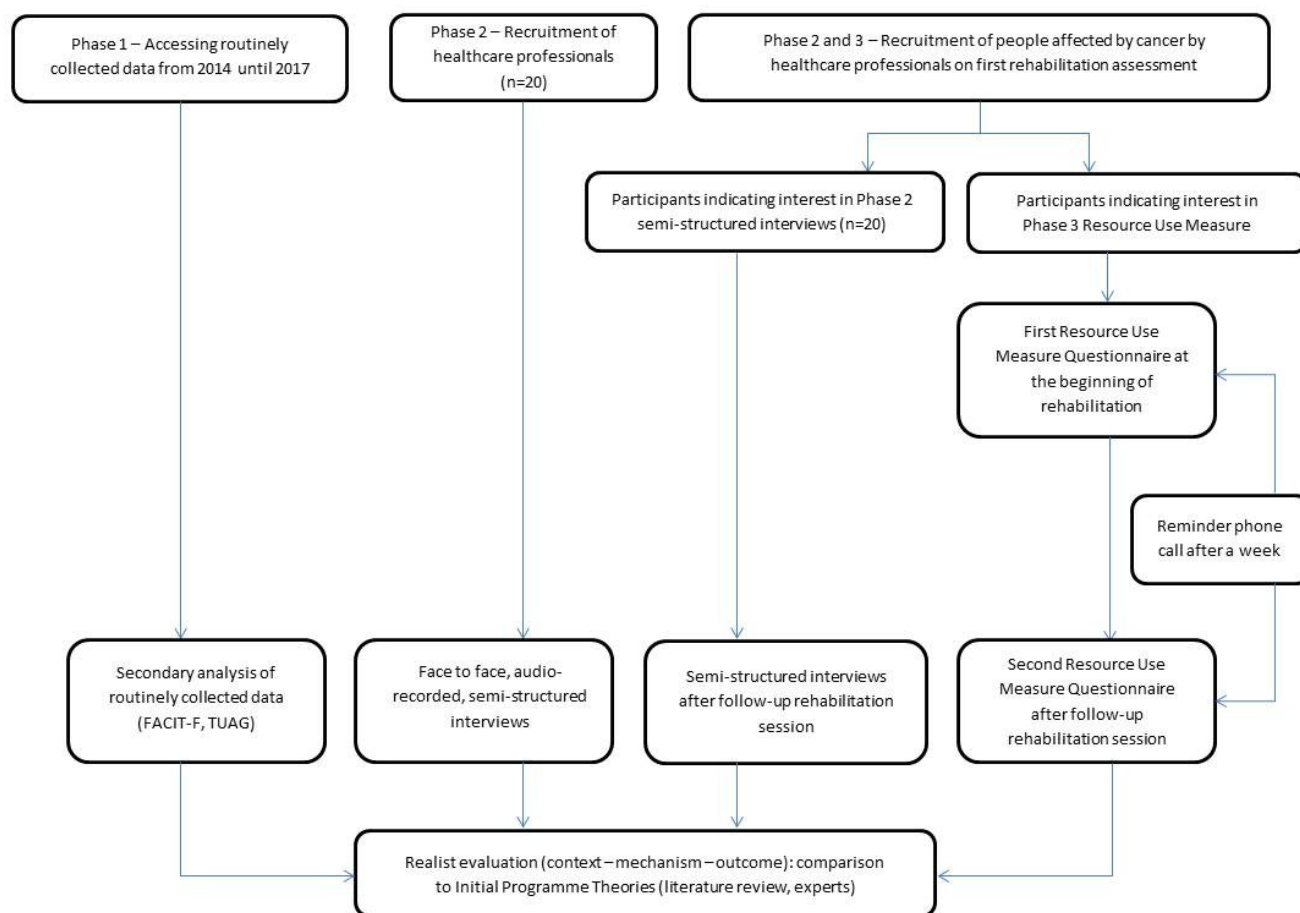 Phase 1 – Accessing routinely
collected data from 2014 until 2017
Phase 2 – Recruitment of
healthcare professionals
(n=20)
Phase 2 and 3 – Recruitment of people affected by cancer by
healthcare professionals on first rehabilitation assessment
Participants indicating interest in Phase 2
semi-structured interviews (n=20)
Participants indicating interest in
Phase 3 Resource Use Measure
First Resource Use
Measure Questionnaire at
the beginning of
rehabilitation
Reminder phone
call after a week
Secondary analysis of
routinely collected data
(FACIT-F, TUAG)
Face to face, audio-
recorded, semi-structured
interviews
Semi-structured interviews
after follow-up rehabilitation
session
Second Resource Use
Measure Questionnaire
after follow-up
rehabilitation session
Realist evaluation (context – mechanism – outcome): comparison
to Initial Programme Theories (literature review, experts)